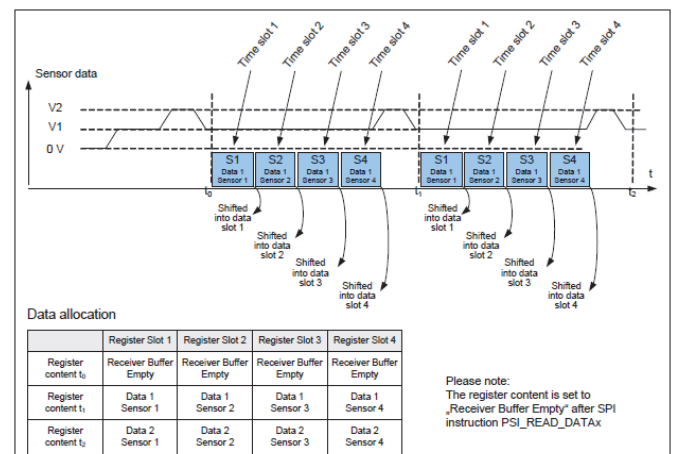 Time slot 1
Time slot 2
Time slot 3
Time slot 4
Time slot 1
Time slot 2
Time slot 3
Time slot 4
Sensor data
V2
V1
0 V
S1
Data 1
Sensor 1
S2
Data 1
Sensor 2
S3
Data 1
Sensor 3
S4
Data 1
Sensor 4
S1
Data 1
Sensor 1
S2
Data 1
Sensor 2
S3
Data 1
Sensor 3
S4
Data 1
Sensor 4
t
t₀
t₁
t₂
Shifted
into data
slot 1
Shifted
into data
slot 2
Shifted
into data
slot 3
Shifted
into data
slot 4
Shifted
into data
slot 1
Shifted
into data
slot 2
Shifted
into data
slot 3
Shifted
into data
slot 4
Data allocation
Register Slot 1 Register Slot 2 Register Slot 3 Register Slot 4
Register content t₀ Receiver Buffer Empty Receiver Buffer Empty Receiver Buffer Empty Receiver Buffer Empty
Register content t₁ Data 1 Sensor 1 Data 1 Sensor 2 Data 1 Sensor 3 Data 1 Sensor 4
Register content t₂ Data 2 Sensor 1 Data 2 Sensor 2 Data 2 Sensor 3 Data 2 Sensor 4
Please note:
The register content is set to
„Receiver Buffer Empty" after SPI
instruction PSI_READ_DATAx